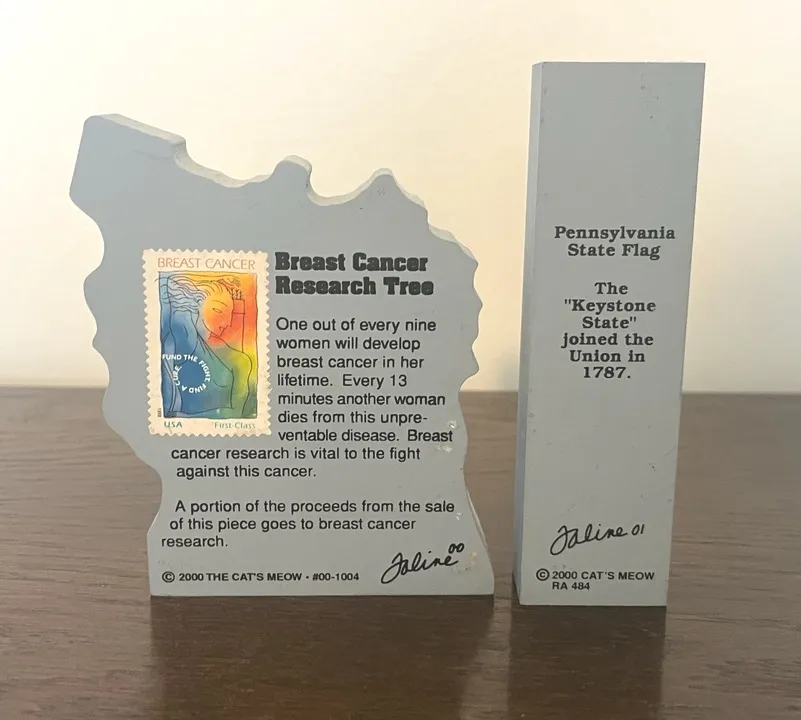 BREAST CANCER
FUND THE FIGHT. FIND A CURE.
1998
USA First-Class
Breast Cancer
Research Tree
One out of every nine
women will develop
breast cancer in her
lifetime. Every 13
minutes another woman
dies from this unpre-
ventable disease. Breast
cancer research is vital to the fight
against this cancer.
A portion of the proceeds from the sale
of this piece goes to breast cancer
research.
Faline 00
© 2000 THE CAT'S MEOW · #00-1004
Pennsylvania
State Flag
The
"Keystone
State"
joined the
Union in
1787.
Faline 01
© 2000 CAT'S MEOW
RA 484